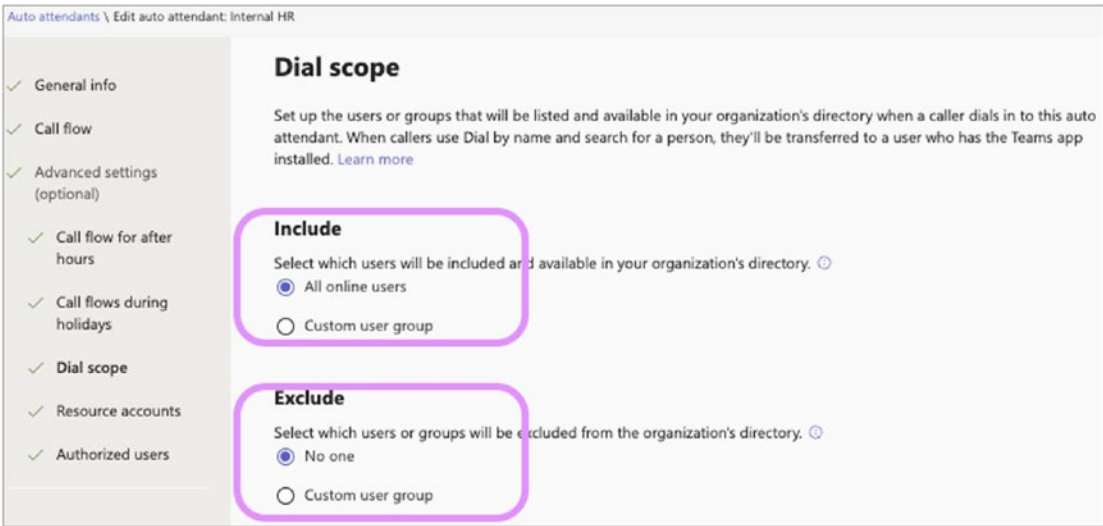 Auto attendants \ Edit auto attendant: Internal HR
General info
Call flow
Advanced settings
(optional)
Call flow for after
hours
Call flows during
holidays
Dial scope
Resource accounts
Authorized users
Dial scope
Set up the users or groups that will be listed and available in your organization's directory when a caller dials in to this auto
attendant. When callers use Dial by name and search for a person, they'll be transferred to a user who has the Teams app
installed. Learn more
Include
Select which users will be included and available in your organization's directory.
All online users
Custom user group
Exclude
Select which users or groups will be excluded from the organization's directory.
No one
Custom user group